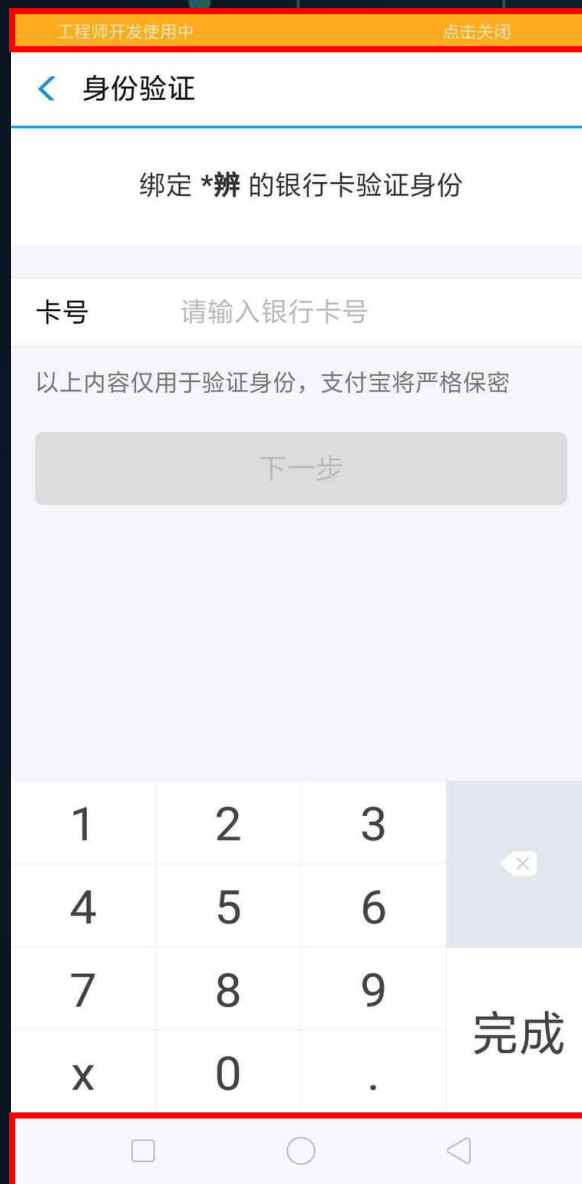 工程师开发使用中 点击关闭
身份验证
绑定 *辨 的银行卡验证身份
卡号 请输入银行卡号
以上内容仅用于验证身份，支付宝将严格保密
下一步
1 2 3
4 5 6
7 8 9
完成
x 0 .